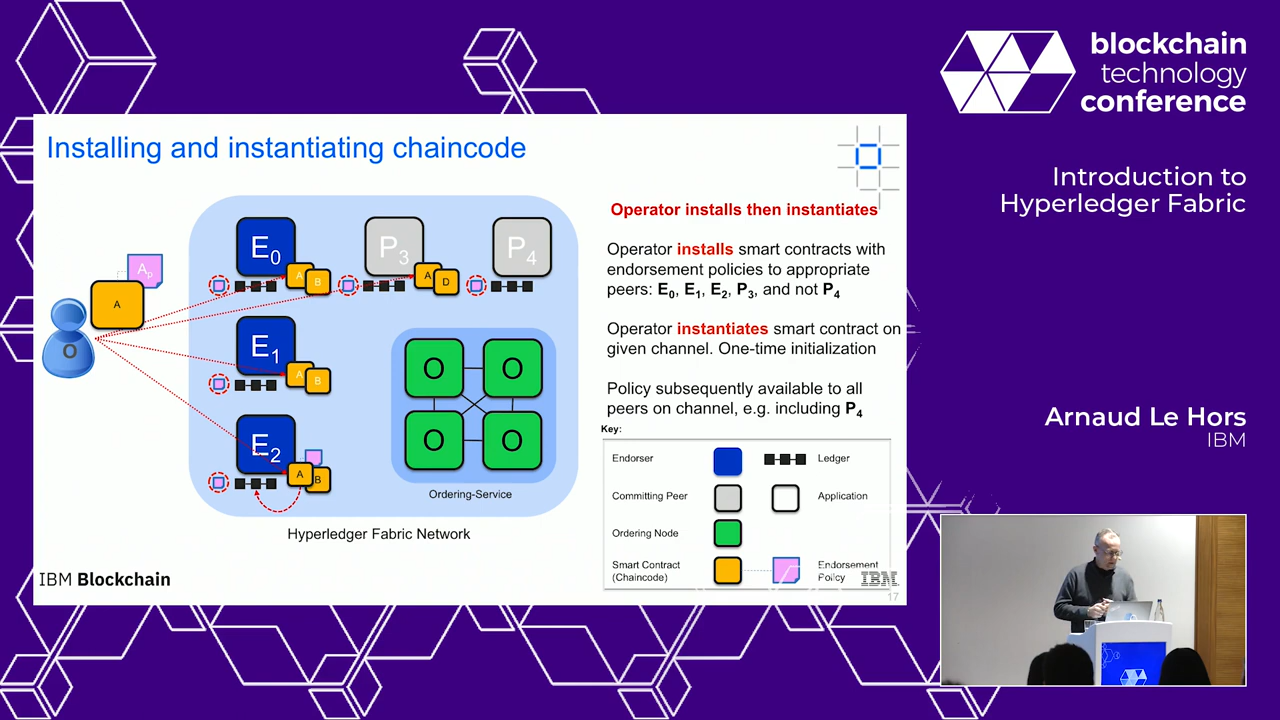 blockchain
technology
conference
Introduction to
Hyperledger Fabric
Arnaud Le Hors
IBM
Installing and instantiating chaincode
E0
P3
P4
A
B
A
D
Ap
A
O
E1
A
B
E2
A
B
O
O
O
O
Ordering-Service
Hyperledger Fabric Network
Operator installs then instantiates
Operator installs smart contracts with
endorsement policies to appropriate
peers: E0, E1, E2, P3, and not P4
Operator instantiates smart contract on
given channel. One-time initialization
Policy subsequently available to all
peers on channel, e.g. including P4
Key:
Endorser
Ledger
Committing Peer
Application
Ordering Node
Smart Contract
(Chaincode)
Endorsement
Policy
IBM Blockchain
IBM
17